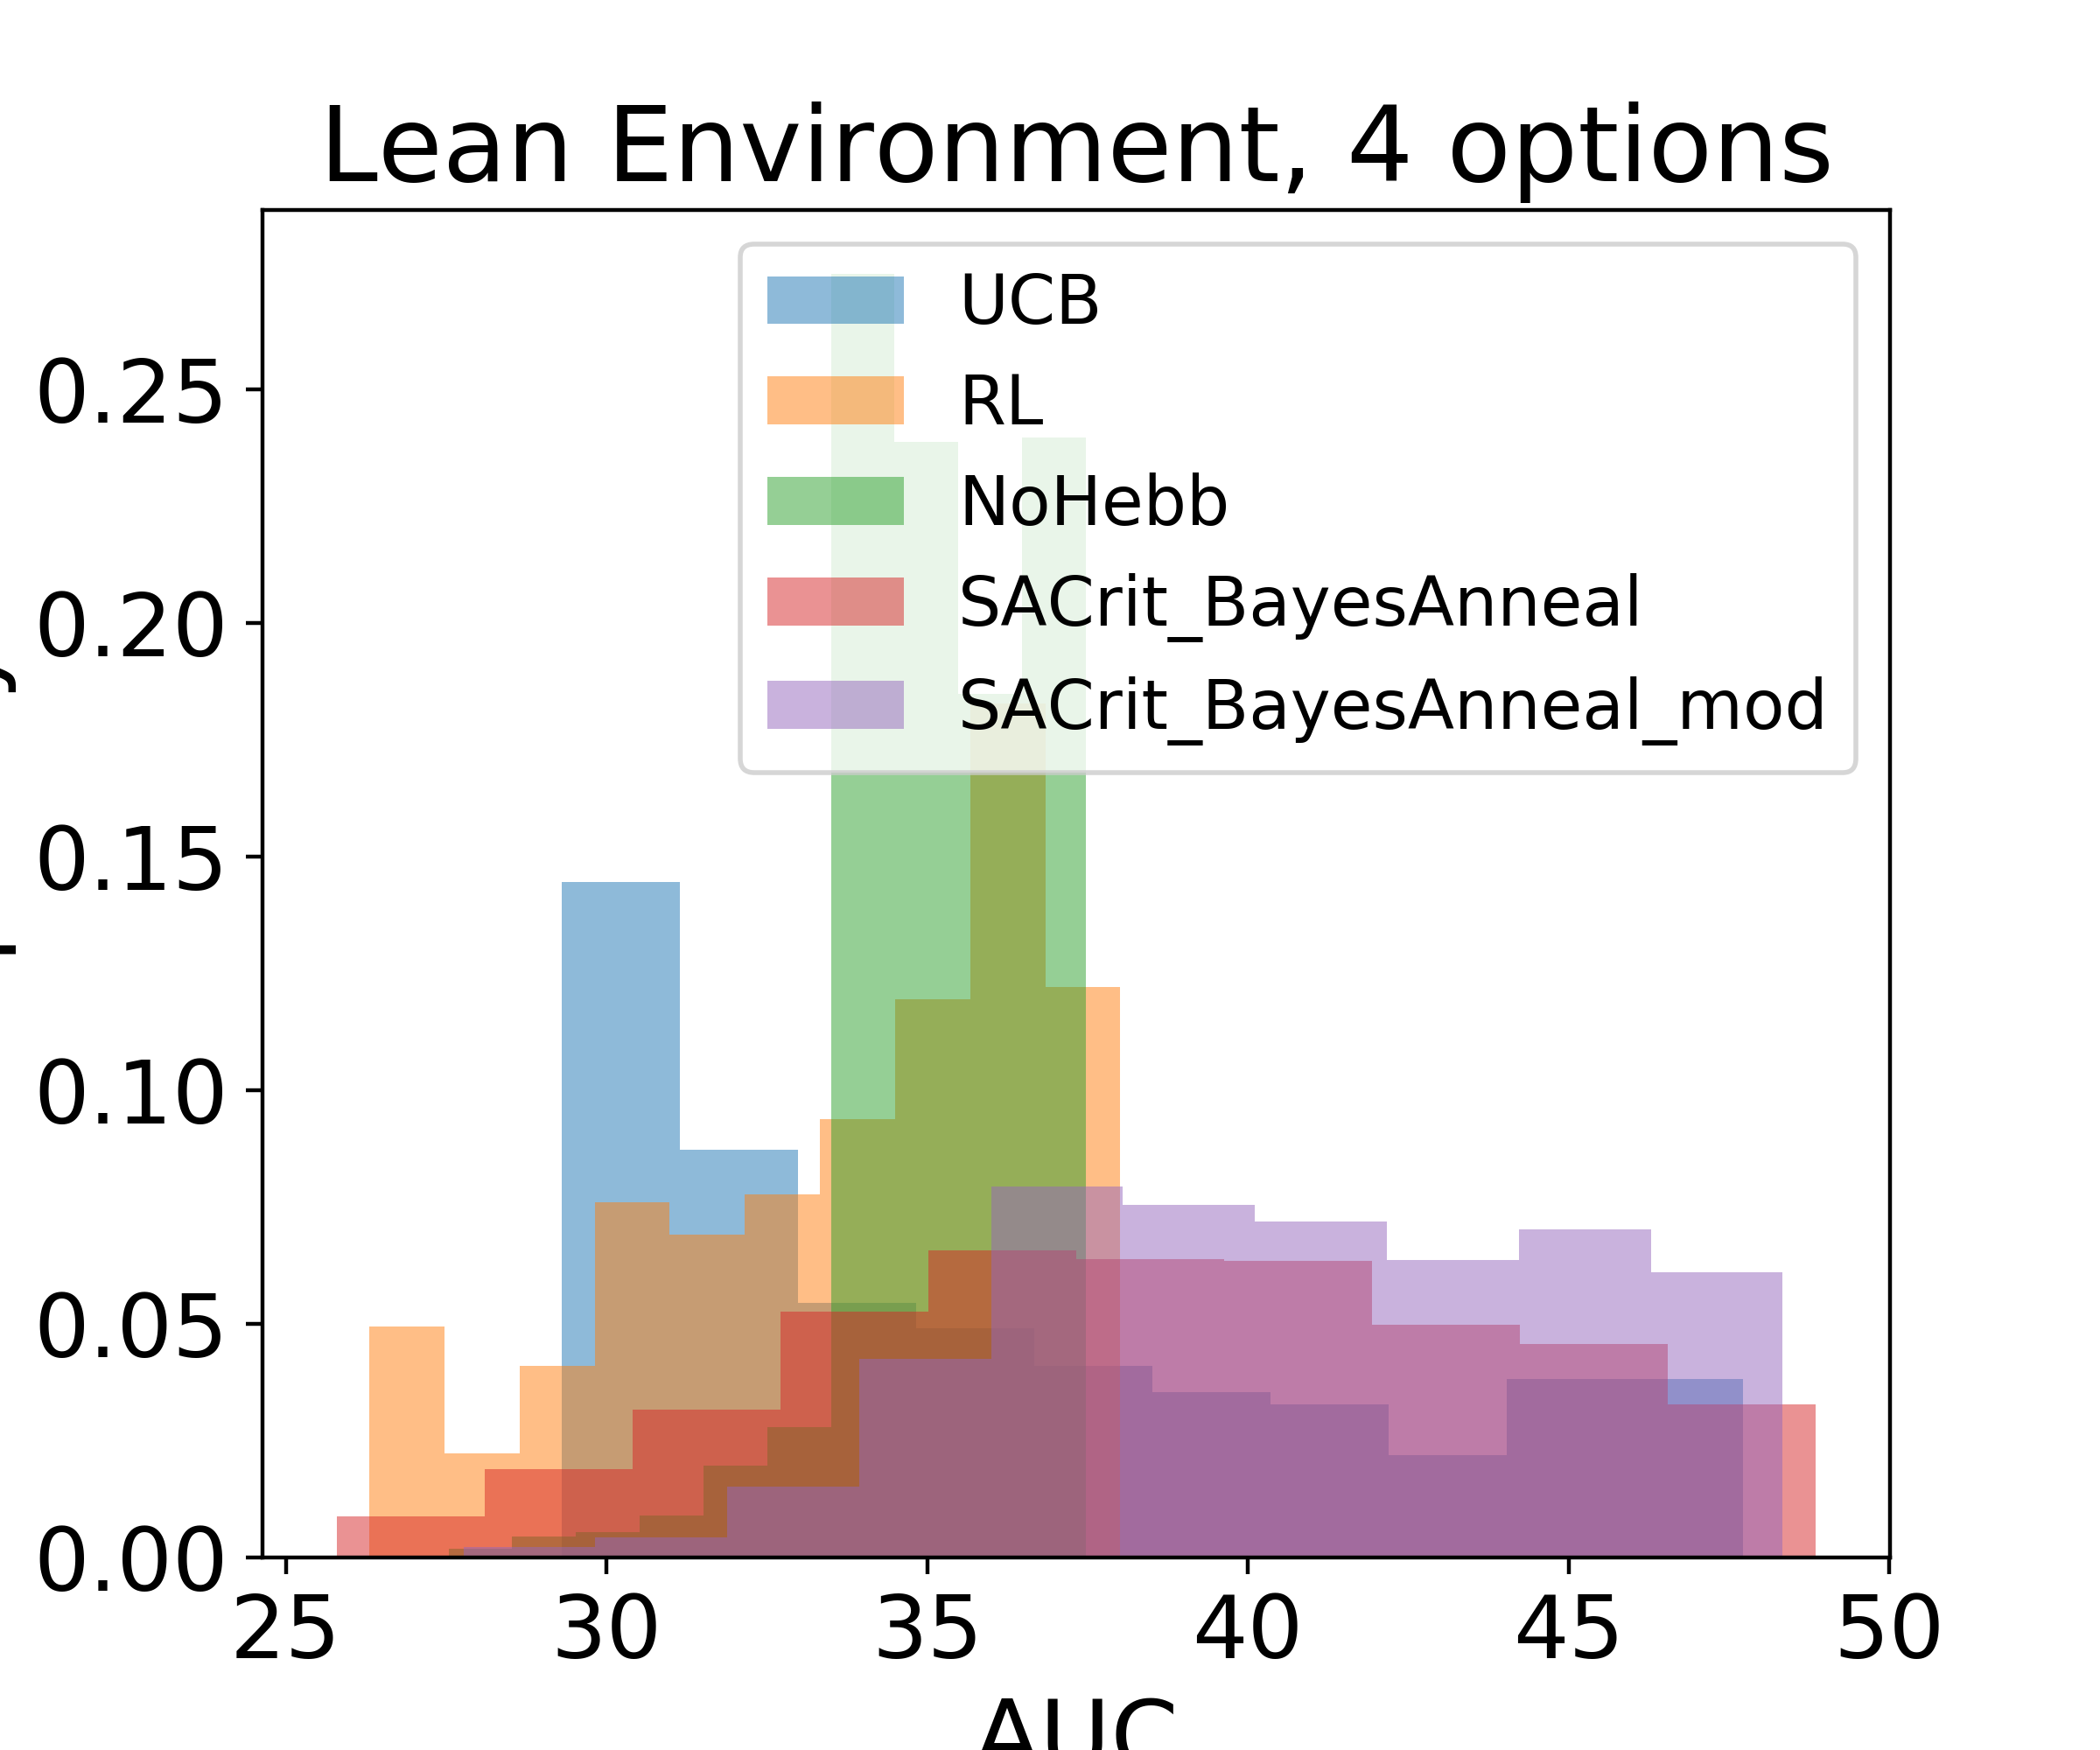 Lean Environment, 4 options
UCB
RL
NoHebb
SACrit_BayesAnneal
SACrit_BayesAnneal_mod
0.25
0.20
0.15
0.10
0.05
0.00
25 30 35 40 45 50
AUC